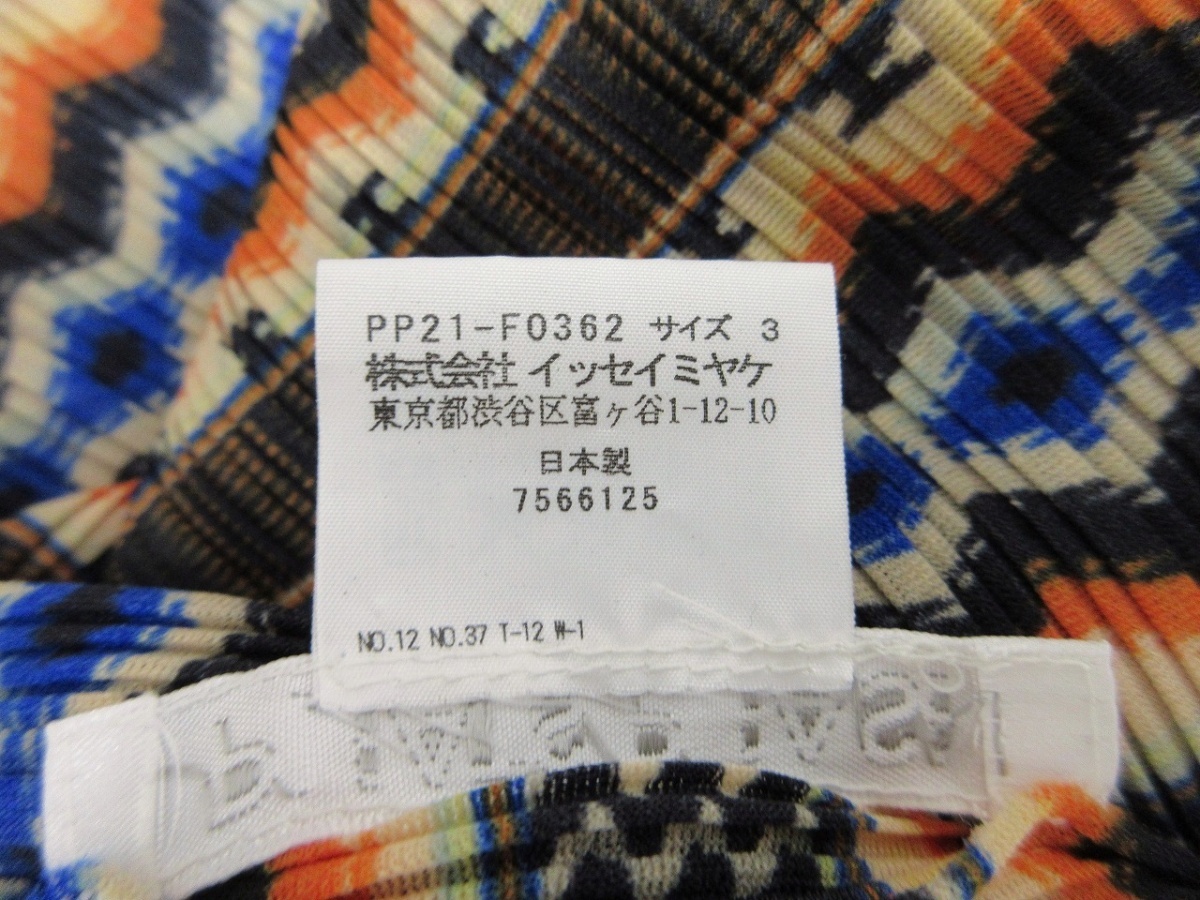 PP21-F0362 サイズ 3
株式会社 イッセイミヤケ
東京都渋谷区富ヶ谷1-12-10
日本製
7566125
NO.12 NO.37 T-12 W-1